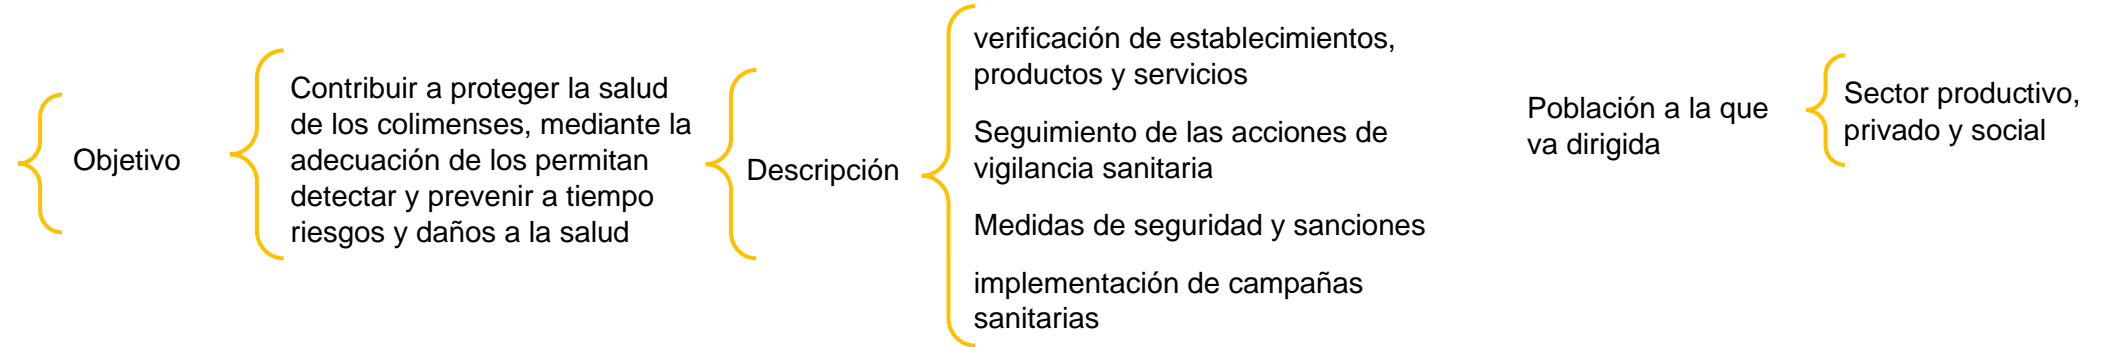 Objetivo
Contribuir a proteger la salud
de los colimenses, mediante la
adecuación de los permitan
detectar y prevenir a tiempo
riesgos y daños a la salud
Descripción
verificación de establecimientos,
productos y servicios
Seguimiento de las acciones de
vigilancia sanitaria
Medidas de seguridad y sanciones
implementación de campañas
sanitarias
Población a la que
va dirigida
Sector productivo,
privado y social